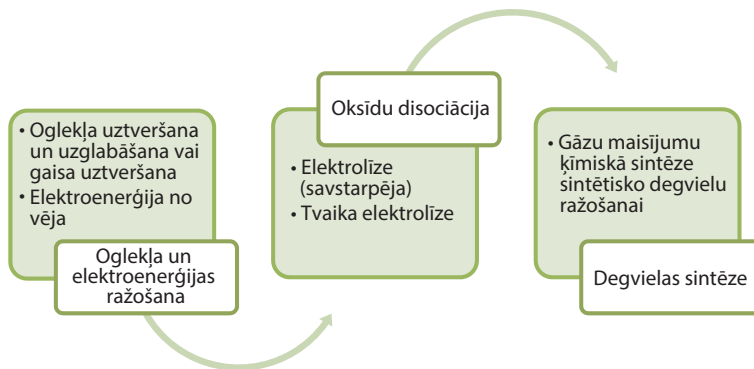 • Oglekļa uztveršana
un uzglabāšana vai
gaisa uztveršana
• Elektroenerģija no
vēja
Oglekļa un
elektroenerģijas
ražošana
Oksīdu disociācija
• Elektrolīze
(savstarpēja)
• Tvaika elektrolīze
• Gāzu maisījumu
ķīmiskā sintēze
sintētisko degvielu
ražošanai
Degvielas sintēze